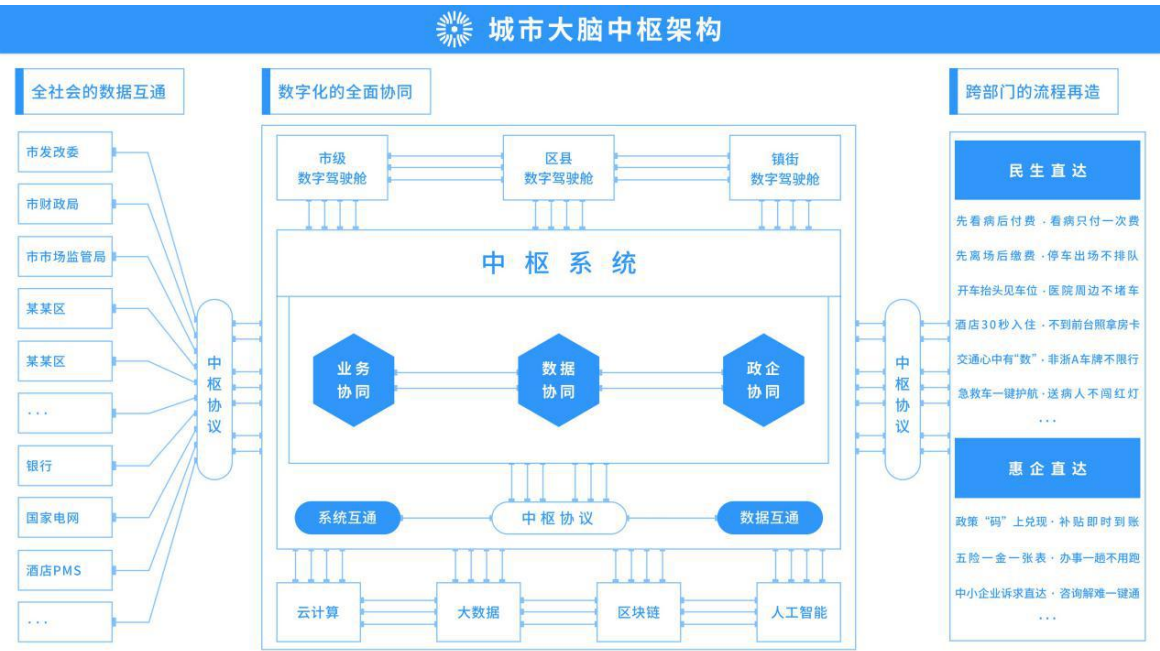 城市大脑中枢架构
全社会的数据互通
市发改委
市财政局
市市场监管局
某某区
某某区
...
银行
国家电网
酒店PMS
...
中枢协议
数字化的全面协同
市级
数字驾驶舱
区县
数字驾驶舱
镇街
数字驾驶舱
中枢系统
业务
协同
数据
协同
政企
协同
系统互通
中枢协议
数据互通
云计算
大数据
区块链
人工智能
中枢协议
跨部门的流程再造
民生直达
先看病后付费 · 看病只付一次费
先离场后缴费 · 停车出场不排队
开车抬头见车位 · 医院周边不堵车
酒店30秒入住 · 不到前台照拿房卡
交通心中有“数” · 非浙A车牌不限行
急救车一键护航 · 送病人不闯红灯
...
惠企直达
政策“码”上兑现 · 补贴即时到账
五险一金一张表 · 办事一趟不用跑
中小企业诉求直达 · 咨询解难一键通
...